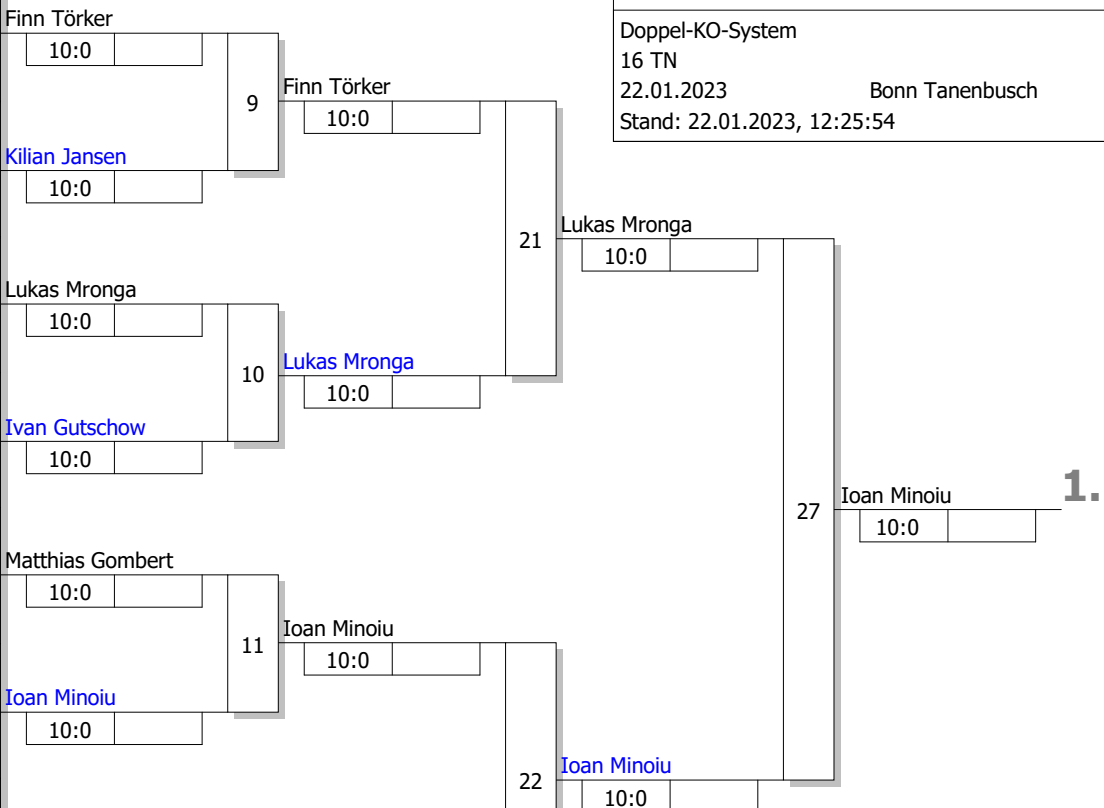 Doppel-KO-System
16 TN
22.01.2023 Bonn Tanenbusch
Stand: 22.01.2023, 12:25:54
Finn Törker
10:0
9
Kilian Jansen
10:0
Finn Törker
10:0
Lukas Mronga
10:0
10
Ivan Gutschow
10:0
Lukas Mronga
10:0
21
Lukas Mronga
10:0
Matthias Gombert
10:0
11
Ioan Minoiu
10:0
Ioan Minoiu
10:0
22
Ioan Minoiu
10:0
27
Ioan Minoiu
10:0
1.